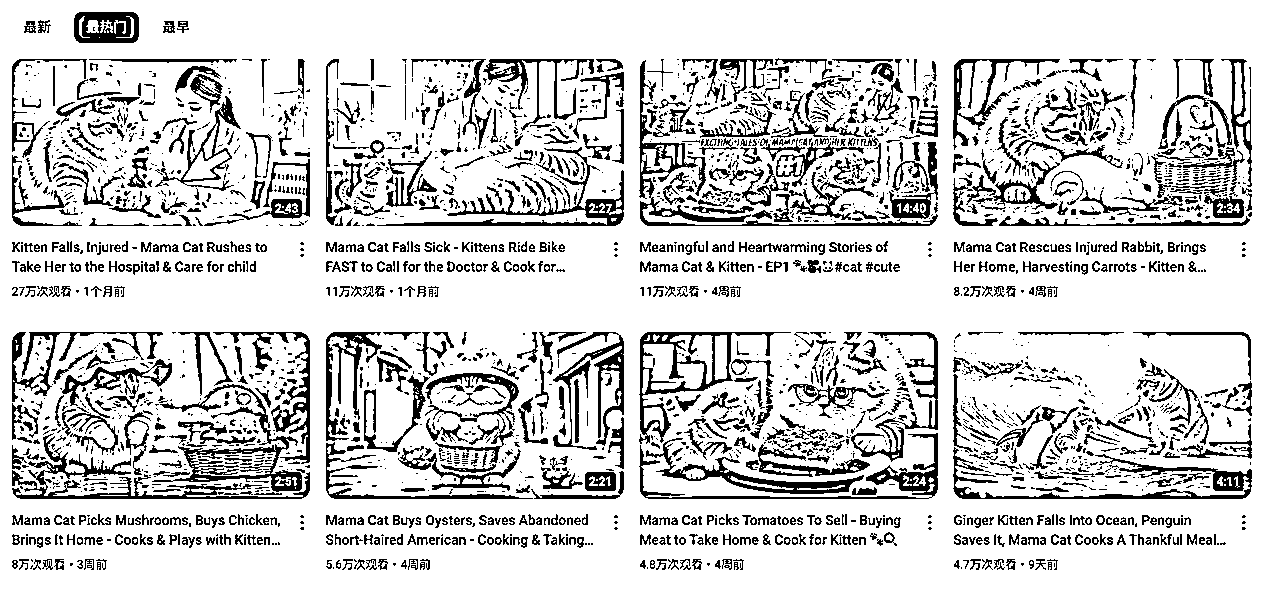 最新 最热门 最早
2:43
2:27
EXCITING TALES OF MAMA CAT AND HER KITTENS
#1
14:40
2:34
Kitten Falls, Injured - Mama Cat Rushes to
Take Her to the Hospital & Care for child
27万次观看・1个月前
Mama Cat Falls Sick - Kittens Ride Bike
FAST to Call for the Doctor & Cook for...
11万次观看・1个月前
Meaningful and Heartwarming Stories of
Mama Cat & Kitten - EP1 🐾 #cat #cute
11万次观看・4周前
Mama Cat Rescues Injured Rabbit, Brings
Her Home, Harvesting Carrots - Kitten &...
8.2万次观看・4周前
2:51
2:21
2:24
4:11
Mama Cat Picks Mushrooms, Buys Chicken,
Brings It Home - Cooks & Plays with Kitten...
8万次观看・3周前
Mama Cat Buys Oysters, Saves Abandoned
Short-Haired American - Cooking & Taking...
5.6万次观看・4周前
Mama Cat Picks Tomatoes To Sell - Buying
Meat to Take Home & Cook for Kitten 🐾🔍
4.8万次观看・4周前
Ginger Kitten Falls Into Ocean, Penguin
Saves It, Mama Cat Cooks A Thankful Meal...
4.7万次观看・9天前